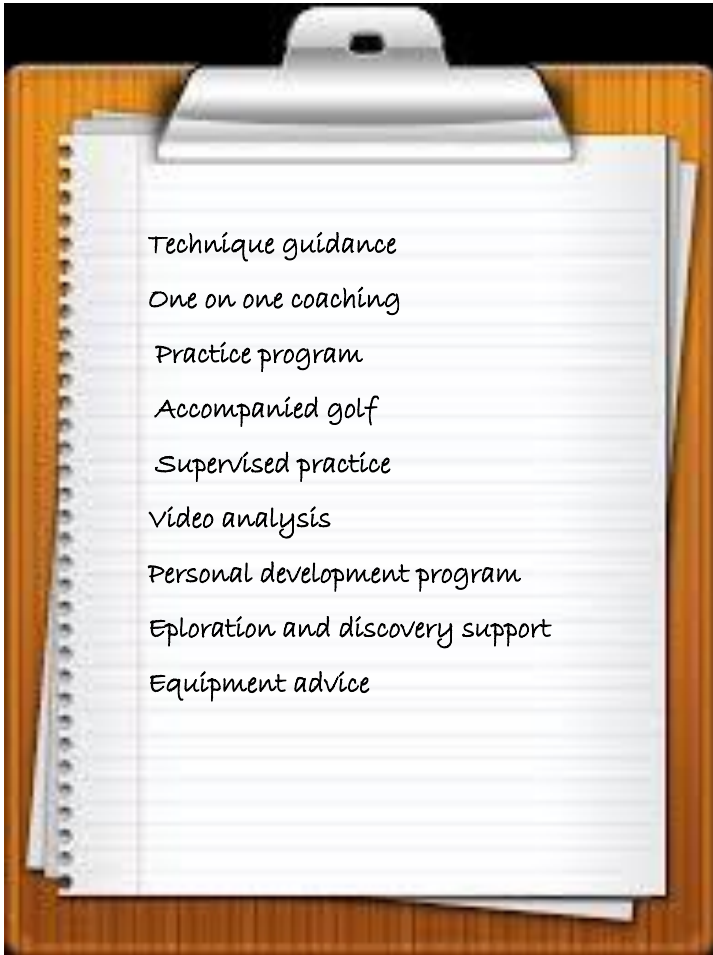 Technique guidance
One on one coaching
Practice program
Accompanied golf
Supervised practice
Video analysis
Personal development program
Eploration and discovery support
Equipment advice